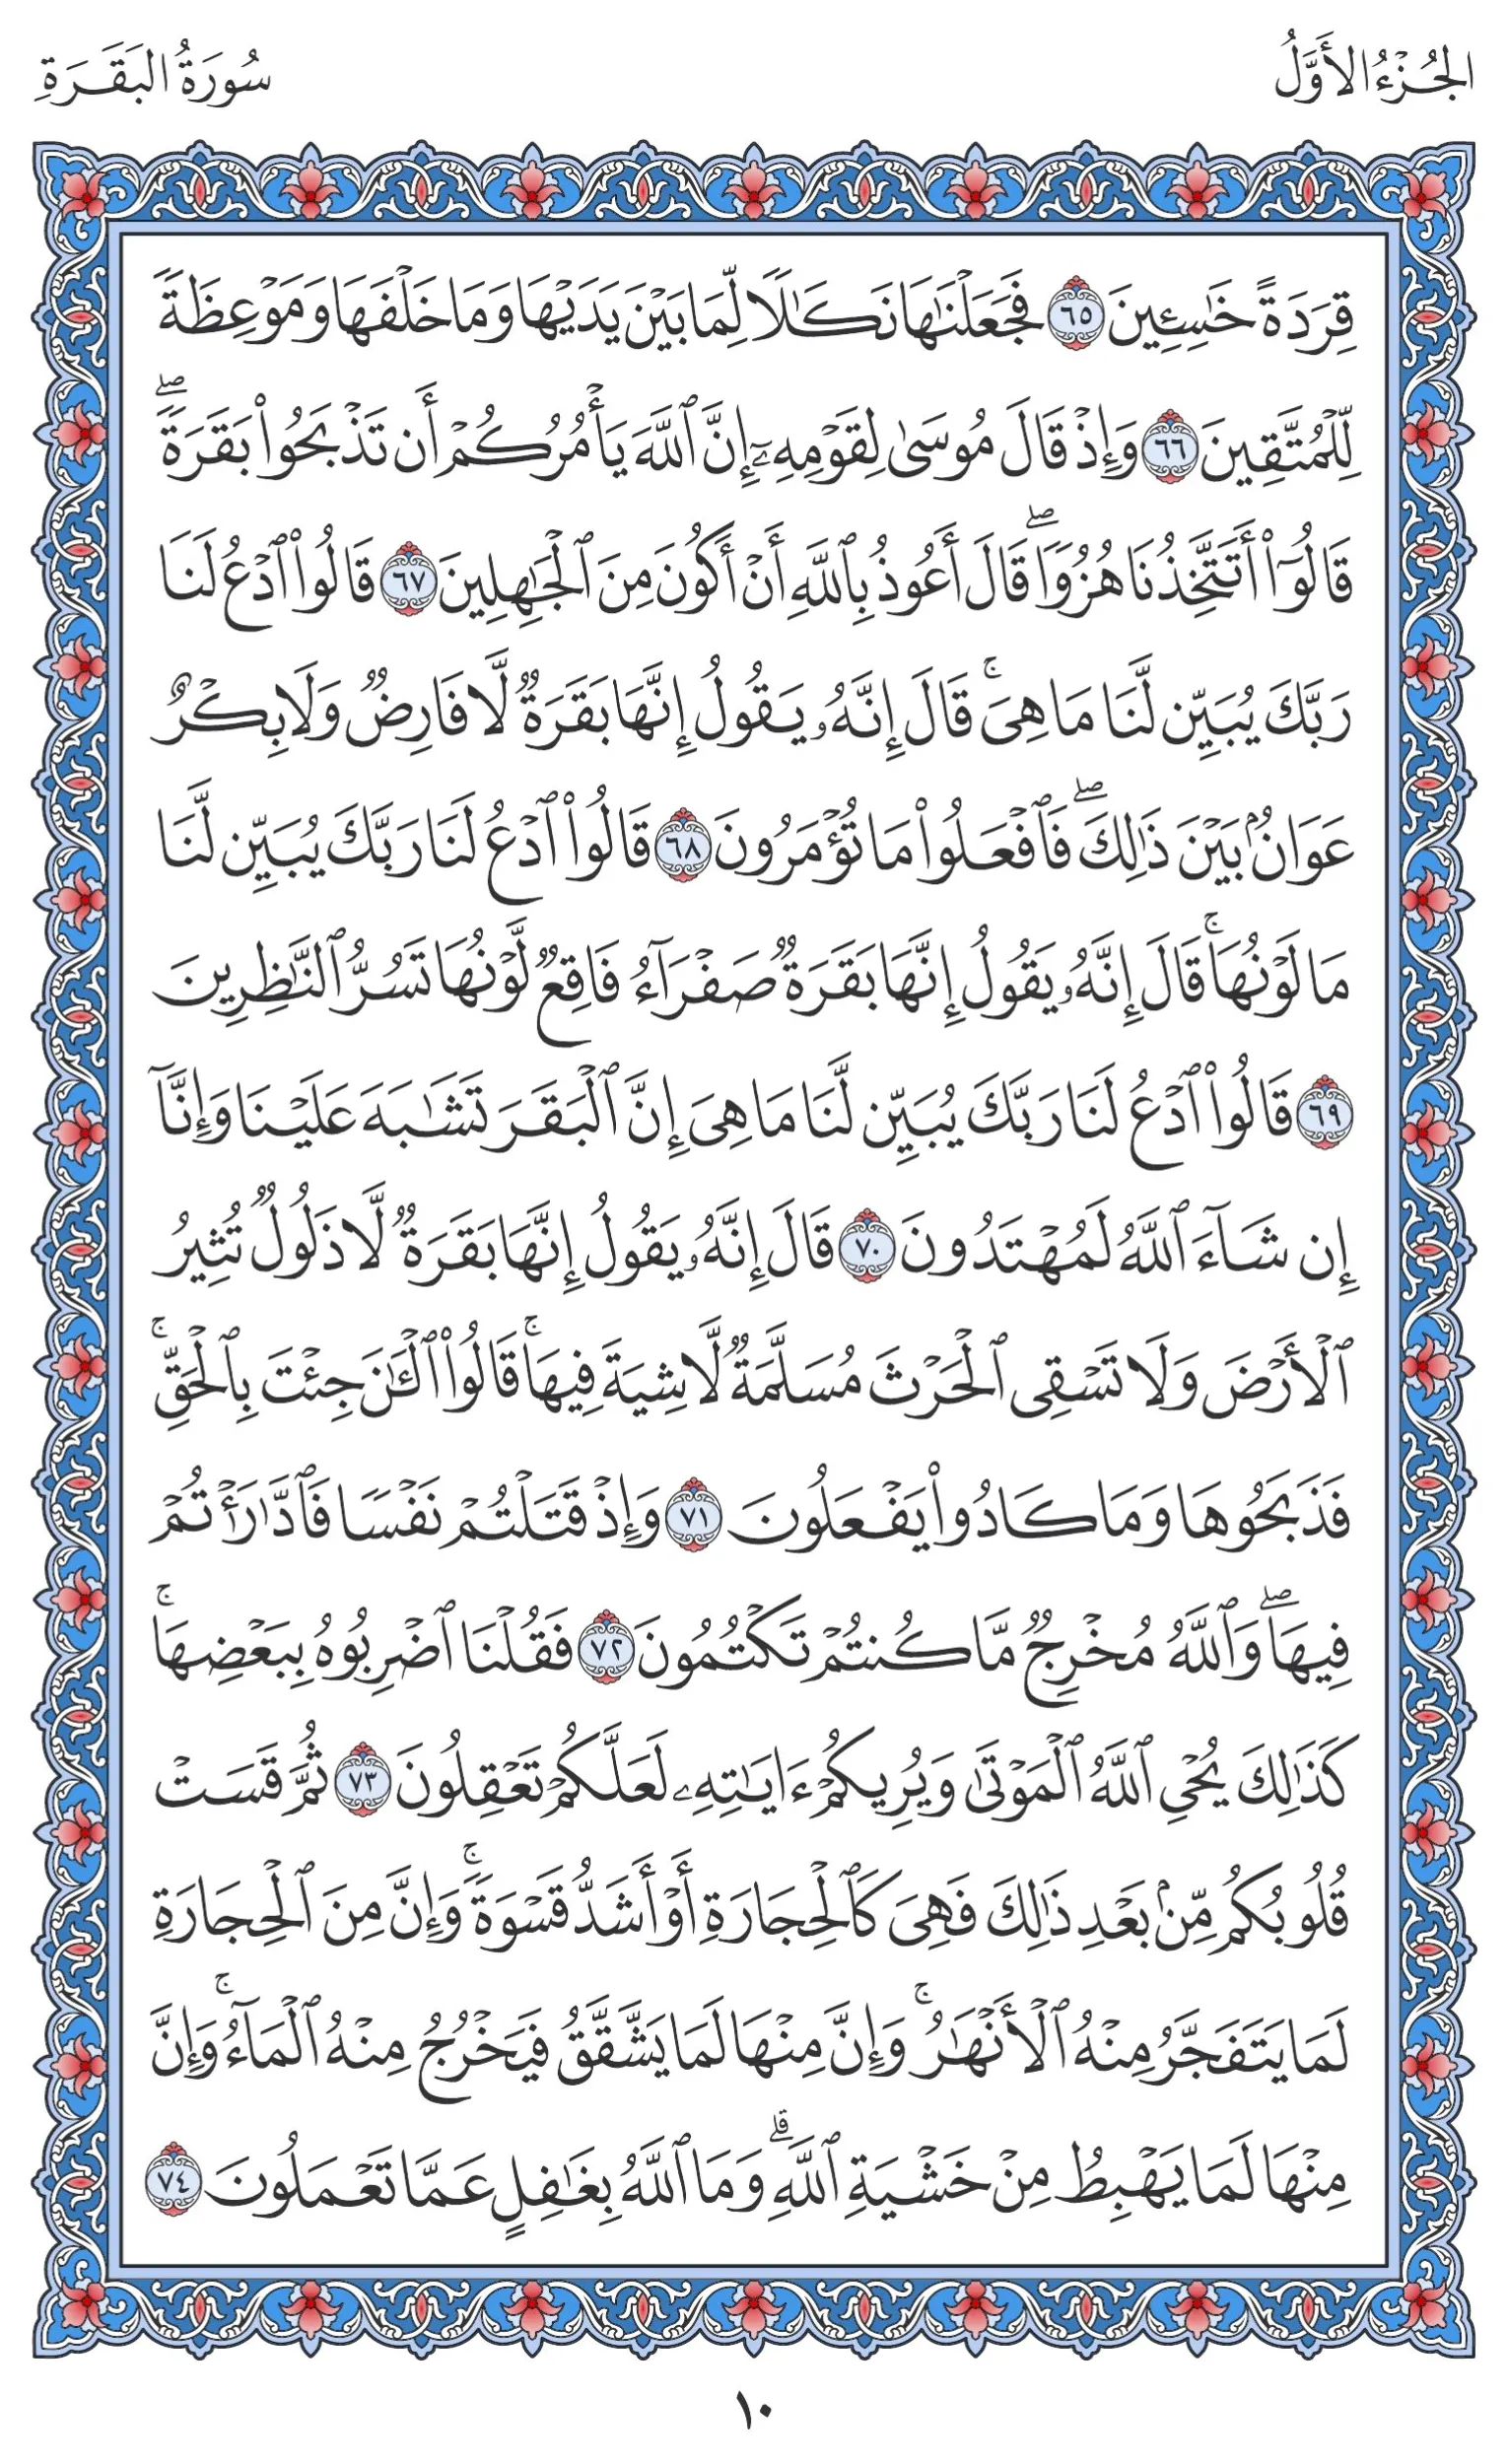 الجُزْءُ الأَوَّلُ
سُورَةُ البَقَرَةِ
قِرَدَةً خَٰسِـِٔينَ ٦٥ فَجَعَلْنَٰهَا نَكَٰلًا لِّمَا بَيْنَ يَدَيْهَا وَمَا خَلْفَهَا وَمَوْعِظَةً
لِّلْمُتَّقِينَ ٦٦ وَإِذْ قَالَ مُوسَىٰ لِقَوْمِهِۦٓ إِنَّ ٱللَّهَ يَأْمُرُكُمْ أَن تَذْبَحُوا۟ بَقَرَةًۖ
قَالُوٓا۟ أَتَتَّخِذُنَا هُزُوًاۖ قَالَ أَعُوذُ بِٱللَّهِ أَنْ أَكُونَ مِنَ ٱلْجَٰهِلِينَ ٦٧ قَالُوا۟ ٱدْعُ لَنَا
رَبَّكَ يُبَيِّن لَّنَا مَا هِىَۚ قَالَ إِنَّهُۥ يَقُولُ إِنَّهَا بَقَرَةٌ لَّا فَارِضٌ وَلَا بِكْرٌ
عَوَانٌۢ بَيْنَ ذَٰلِكَۖ فَٱفْعَلُوا۟ مَا تُؤْمَرُونَ ٦٨ قَالُوا۟ ٱدْعُ لَنَا رَبَّكَ يُبَيِّن لَّنَا
مَا لَوْنُهَاۚ قَالَ إِنَّهُۥ يَقُولُ إِنَّهَا بَقَرَةٌ صَفْرَآءُ فَاقِعٌ لَّوْنُهَا تَسُرُّ ٱلنَّٰظِرِينَ
٦٩ قَالُوا۟ ٱدْعُ لَنَا رَبَّكَ يُبَيِّن لَّنَا مَا هِىَ إِنَّ ٱلْبَقَرَ تَشَٰبَهَ عَلَيْنَا وَإِنَّآ
إِن شَآءَ ٱللَّهُ لَمُهْتَدُونَ ٧٠ قَالَ إِنَّهُۥ يَقُولُ إِنَّهَا بَقَرَةٌ لَّا ذَلُولٌ تُثِيرُ
ٱلْأَرْضَ وَلَا تَسْقِى ٱلْحَرْثَ مُسَلَّمَةٌ لَّا شِيَةَ فِيهَاۚ قَالُوا۟ ٱلْـَٰٔنَ جِئْتَ بِٱلْحَقِّۚ
فَذَبَحُوهَا وَمَا كَادُوا۟ يَفْعَلُونَ ٧١ وَإِذْ قَتَلْتُمْ نَفْسًا فَٱدَّٰرَْٰٔتُمْ
فِيهَاۖ وَٱللَّهُ مُخْرِجٌ مَّا كُنتُمْ تَكْتُمُونَ ٧٢ فَقُلْنَا ٱضْرِبُوهُ بِبَعْضِهَاۚ
كَذَٰلِكَ يُحْىِ ٱللَّهُ ٱلْمَوْتَىٰ وَيُرِيكُمْ ءَايَٰتِهِۦ لَعَلَّكُمْ تَعْقِلُونَ ٧٣ ثُمَّ قَسَتْ
قُلُوبُكُم مِّنۢ بَعْدِ ذَٰلِكَ فَهِىَ كَٱلْحِجَارَةِ أَوْ أَشَدُّ قَسْوَةًۚ وَإِنَّ مِنَ ٱلْحِجَارَةِ
لَمَا يَتَفَجَّرُ مِنْهُ ٱلْأَنْهَٰرُۚ وَإِنَّ مِنْهَا لَمَا يَشَّقَّقُ فَيَخْرُجُ مِنْهُ ٱلْمَآءُۚ وَإِنَّ
مِنْهَا لَمَا يَهْبِطُ مِنْ خَشْيَةِ ٱللَّهِۗ وَمَا ٱللَّهُ بِغَٰفِلٍ عَمَّا تَعْمَلُونَ ٧٤
١٠